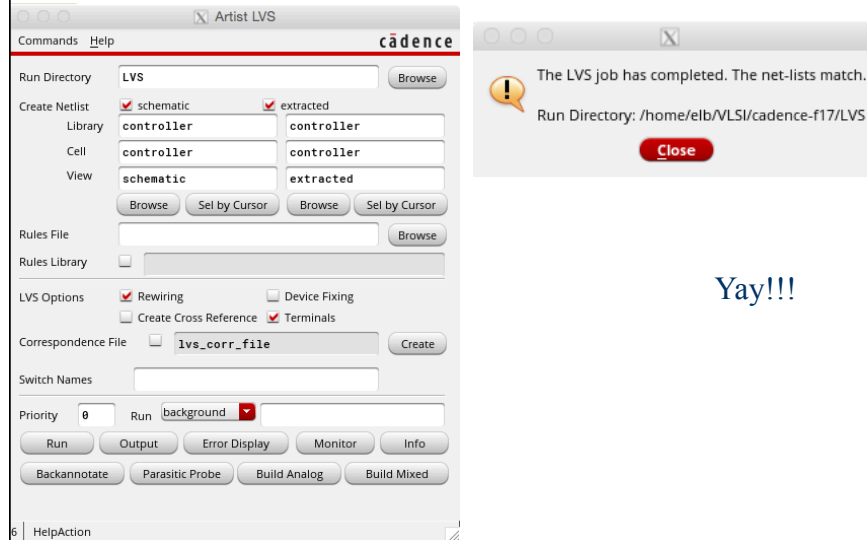 Artist LVS
Commands Help cādence
Run Directory LVS Browse
Create Netlist schematic extracted
Library controller controller
Cell controller controller
View schematic extracted
Browse Sel by Cursor Browse Sel by Cursor
Rules File Browse
Rules Library
LVS Options Rewiring Device Fixing
Create Cross Reference Terminals
Correspondence File lvs_corr_file Create
Switch Names
Priority 0 Run background
Run Output Error Display Monitor Info
Backannotate Parasitic Probe Build Analog Build Mixed
6 HelpAction
The LVS job has completed. The net-lists match.
Run Directory: /home/elb/VLSI/cadence-f17/LVS
Close
Yay!!!